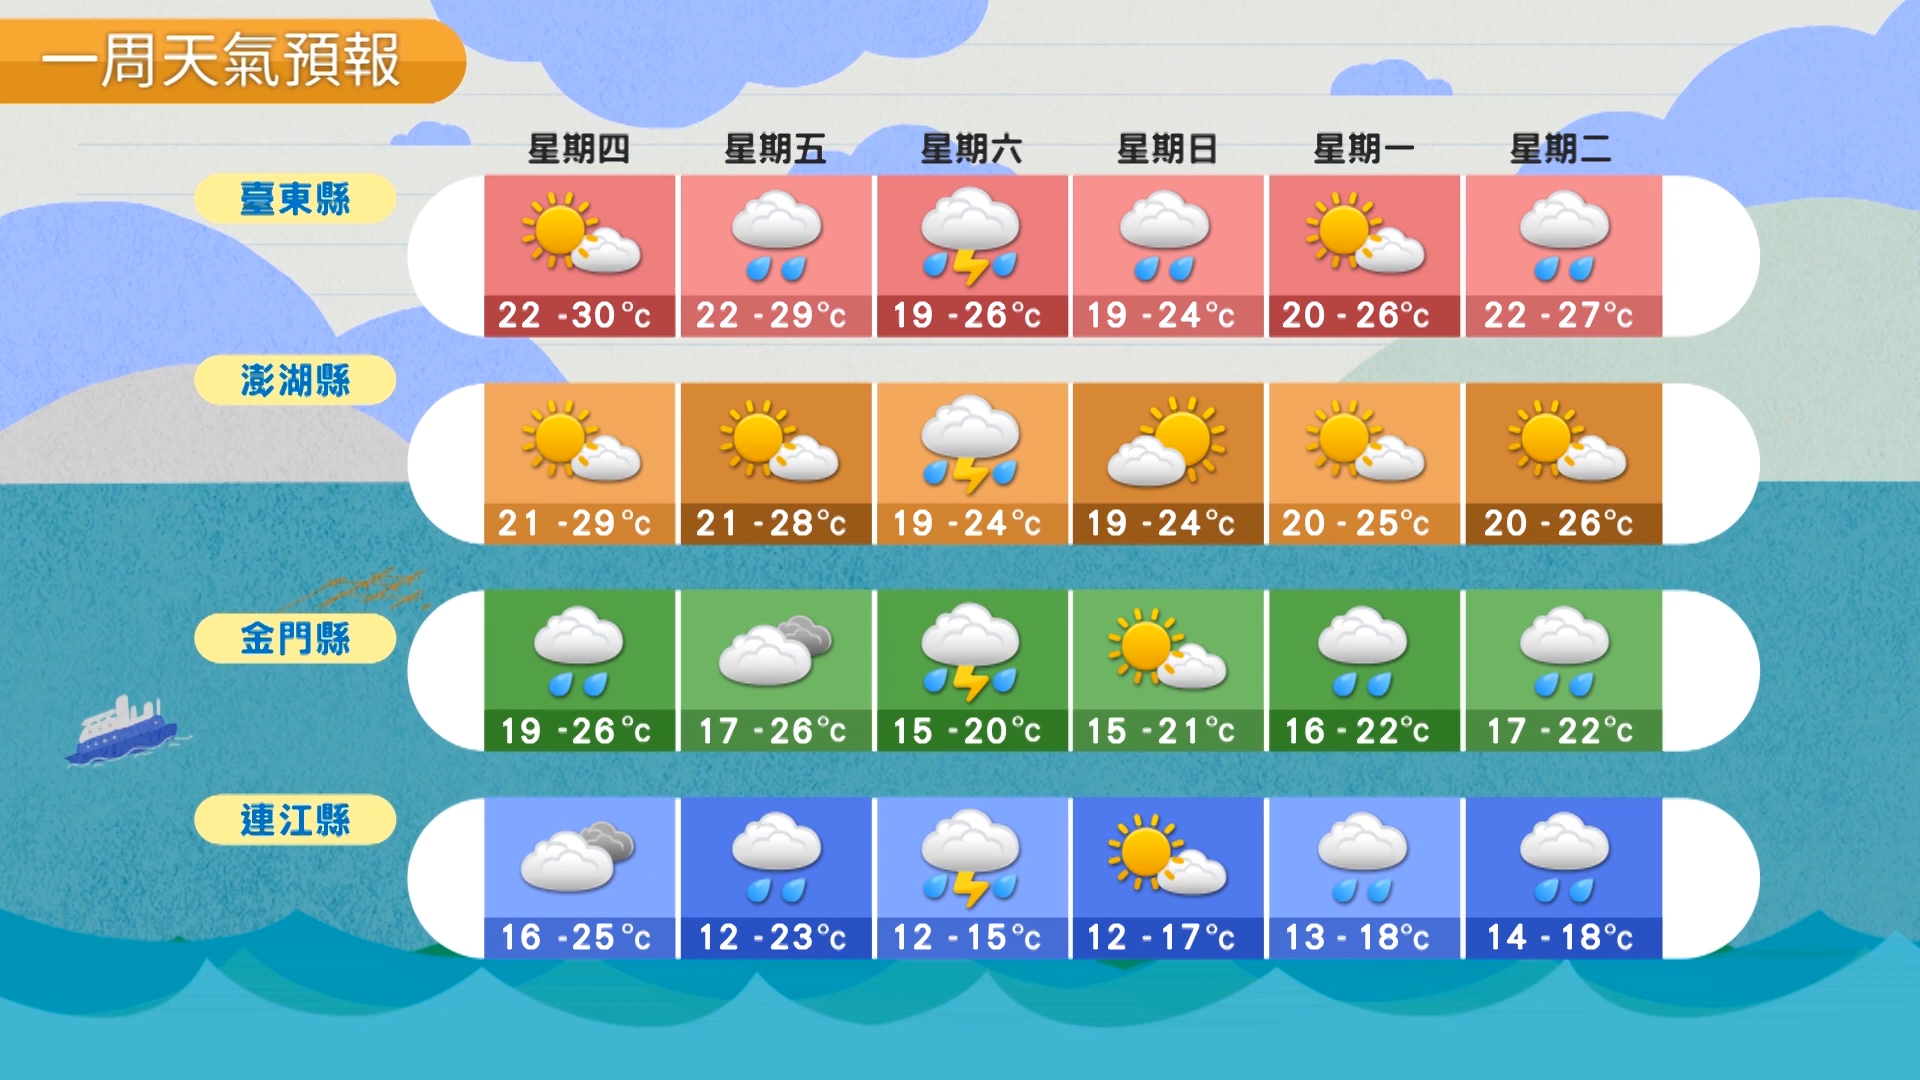 一周天氣預報
星期四 星期五 星期六 星期日 星期一 星期二
臺東縣
22 -30℃ 22 -29℃ 19 -26℃ 19 -24℃ 20 -26℃ 22 -27℃
澎湖縣
21 -29℃ 21 -28℃ 19 -24℃ 19 -24℃ 20 -25℃ 20 -26℃
金門縣
19 -26℃ 17 -26℃ 15 -20℃ 15 -21℃ 16 -22℃ 17 -22℃
連江縣
16 -25℃ 12 -23℃ 12 -15℃ 12 -17℃ 13 -18℃ 14 -18℃